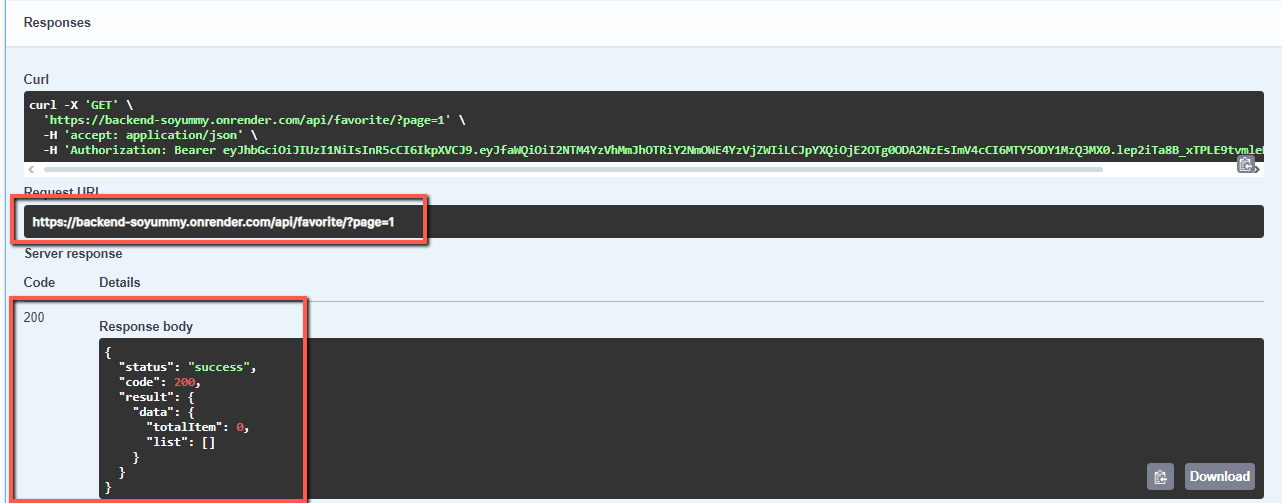 Responses
Curl
curl -X 'GET' \
'https://backend-soyummy.onrender.com/api/favorite/?page=1' \
-H 'accept: application/json' \
-H 'Authorization: Bearer eyJhbGciOiJIUzI1NiIsInR5cCI6IkpXVCJ9.eyJfaWQiOiI2NTM4YzVhMmJhOTRiY2NmOWE4YzVjZWIiLCJpYXQiOjE2OTg0ODA2NzEsImV4cCI6MTY5ODY1MzQ3MX0.lep2iTa8B_xTPLE9tvmle
Request URL
https://backend-soyummy.onrender.com/api/favorite/?page=1
Server response
Code Details
200
Response body
{
"status": "success",
"code": 200,
"result": {
"data": {
"totalItem": 0,
"list": []
}
}
}
Download